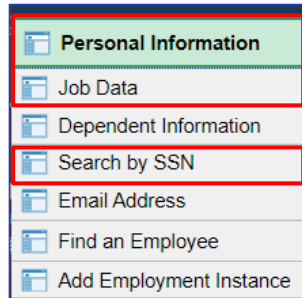 Personal Information
Job Data
Dependent Information
Search by SSN
Email Address
Find an Employee
Add Employment Instance